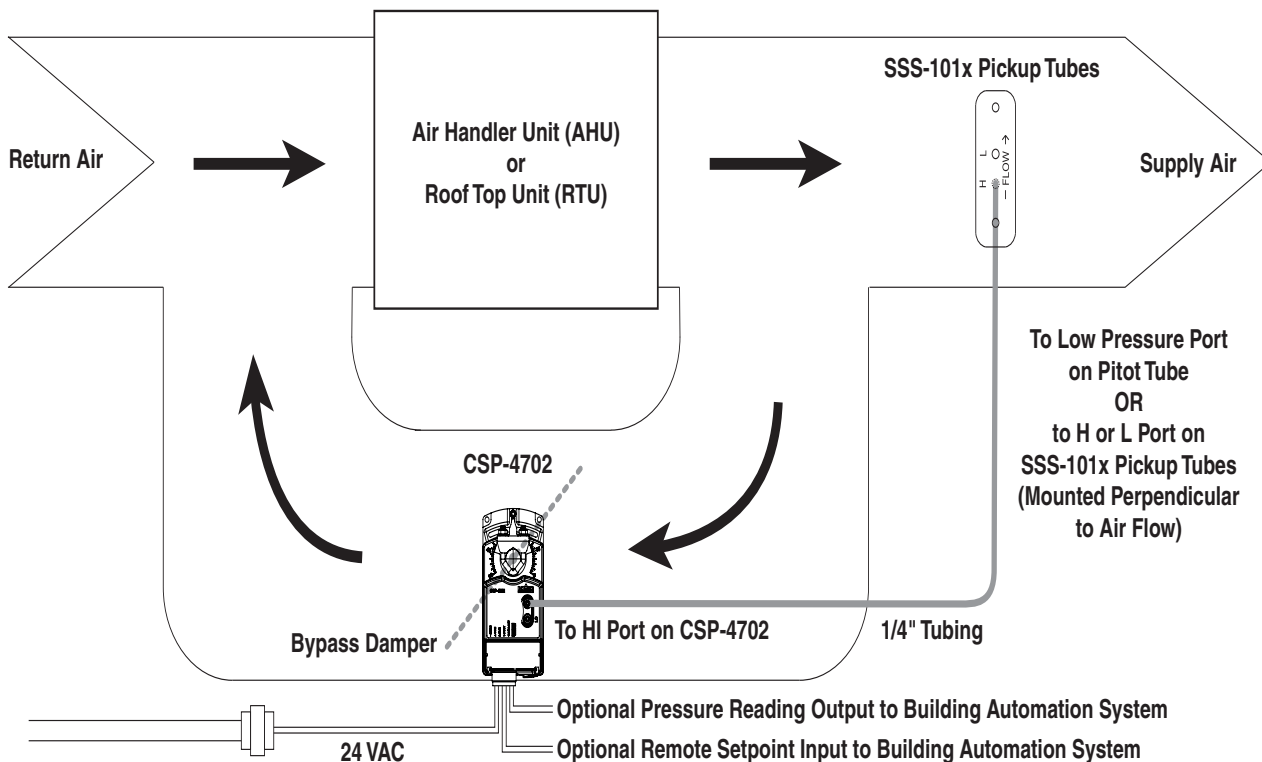 SSS-101x Pickup Tubes
Return Air
Air Handler Unit (AHU)
or
Roof Top Unit (RTU)
H L
— FLOW →
Supply Air
To Low Pressure Port
on Pitot Tube
OR
to H or L Port on
SSS-101x Pickup Tubes
(Mounted Perpendicular
to Air Flow)
CSP-4702
Bypass Damper
To HI Port on CSP-4702
1/4" Tubing
24 VAC
Optional Pressure Reading Output to Building Automation System
Optional Remote Setpoint Input to Building Automation System